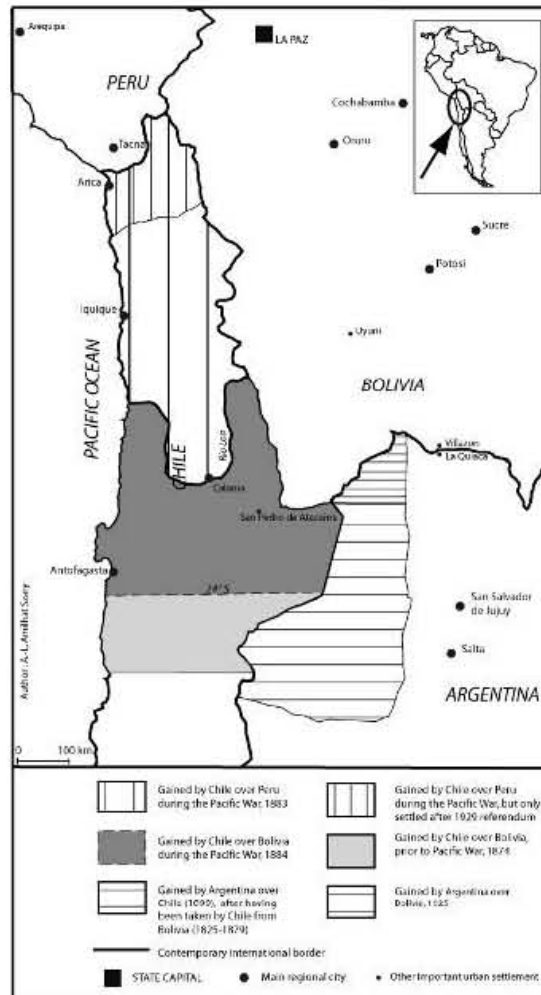 Arequipa
LA PAZ
PERU
Cochabamba
Oruru
Tacna
Arica
Sucre
Potosi
Iquique
Uyuni
PACIFIC OCEAN
BOLIVIA
CHILE
Rio Loa
Villazon
La Quiaca
Calama
San Pedro de Atacama
Antofagasta
24°S
San Salvador
de Jujuy
Salta
ARGENTINA
Author: A.-L. Amilhat Szary
0 100 km
Gained by Chile over Peru
during the Pacific War, 1883
Gained by Chile over Peru
during the Pacific War, but only
settled after 1929 referendum
Gained by Chile over Bolivia
during the Pacific War, 1884
Gained by Chile over Bolivia,
prior to Pacific War, 1874
Gained by Argentina over
Chile (1899), after having
been taken by Chile from
Bolivia (1825-1879)
Gained by Argentina over
Bolivia,
Contemporary international border
STATE CAPITAL
Main regional city
Other important urban settlement